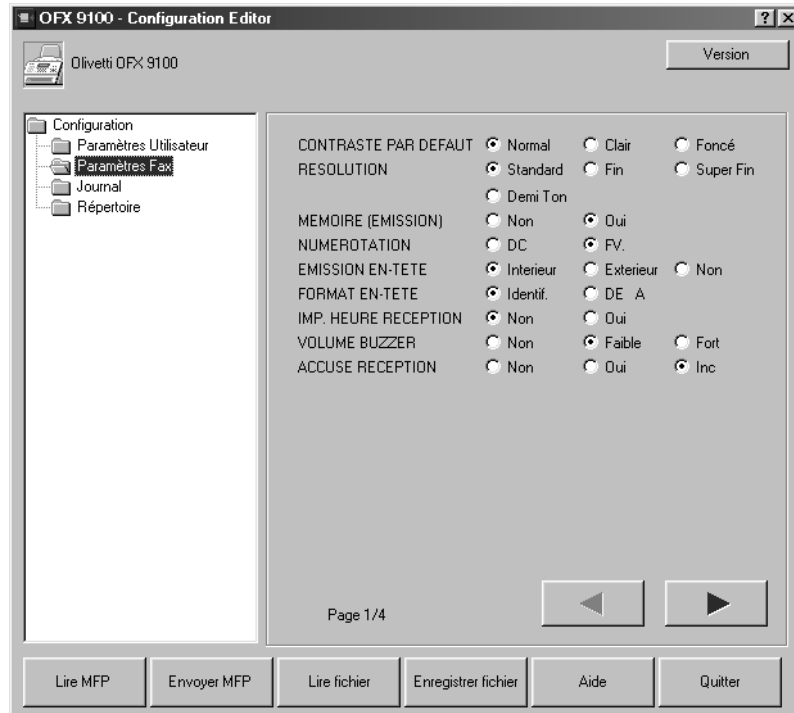 OFX 9100 - Configuration Editor
Olivetti OFX 9100
Version
Configuration
Paramètres Utilisateur
Paramètres Fax
Journal
Répertoire
CONTRASTE PAR DEFAUT Normal Clair Foncé
RESOLUTION Standard Fin Super Fin
Demi Ton
MEMOIRE (EMISSION) Non Oui
NUMEROTATION DC FV.
EMISSION EN-TETE Interieur Exterieur Non
FORMAT EN-TETE Identif. DE A
IMP. HEURE RECEPTION Non Oui
VOLUME BUZZER Non Faible Fort
ACCUSE RECEPTION Non Oui Inc
Page 1/4
Lire MFP Envoyer MFP Lire fichier Enregistrer fichier Aide Quitter